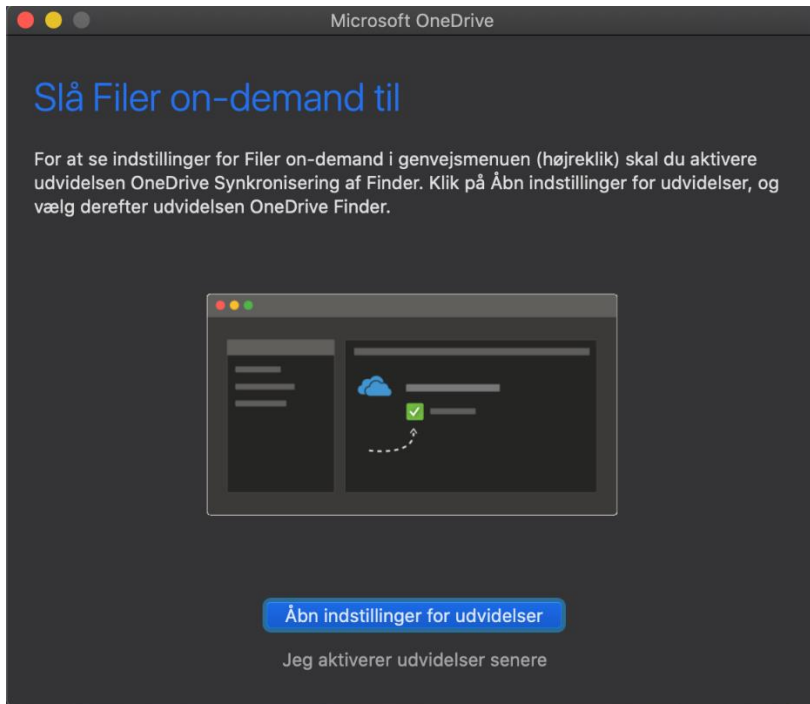 Microsoft OneDrive
Slå Filer on-demand til
For at se indstillinger for Filer on-demand i genvejsmenuen (højreklik) skal du aktivere
udvidelsen OneDrive Synkronisering af Finder. Klik på Åbn indstillinger for udvidelser, og
vælg derefter udvidelsen OneDrive Finder.
Åbn indstillinger for udvidelser
Jeg aktiverer udvidelser senere